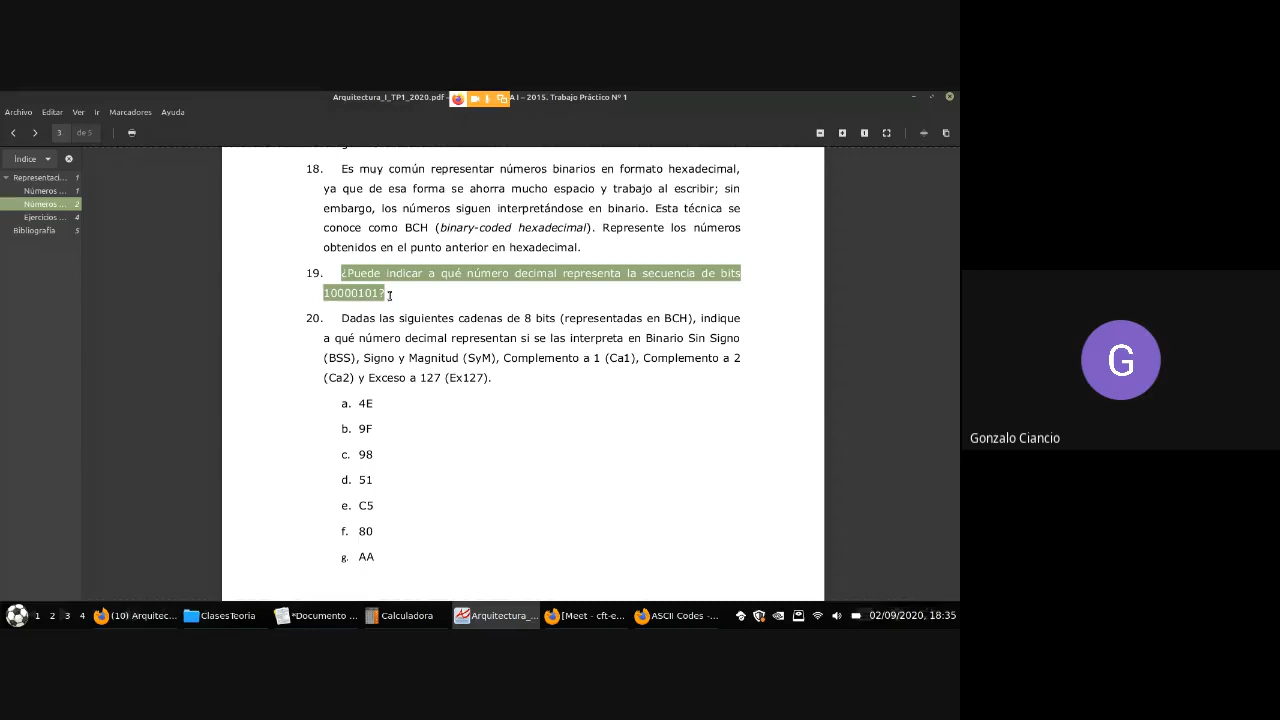 Arquitectura_I_TP1_2020.pdf - A I – 2015. Trabajo Práctico Nº 1
Archivo Editar Ver Ir Marcadores Ayuda
3 de 5
Índice
Representaci... 1
Números ... 1
Números ... 2
Ejercicios ... 4
Bibliografía 5
18. Es muy común representar números binarios en formato hexadecimal,
ya que de esa forma se ahorra mucho espacio y trabajo al escribir; sin
embargo, los números siguen interpretándose en binario. Esta técnica se
conoce como BCH (binary-coded hexadecimal). Represente los números
obtenidos en el punto anterior en hexadecimal.
19. ¿Puede indicar a qué número decimal representa la secuencia de bits
10000101?
20. Dadas las siguientes cadenas de 8 bits (representadas en BCH), indique
a qué número decimal representan si se las interpreta en Binario Sin Signo
(BSS), Signo y Magnitud (SyM), Complemento a 1 (Ca1), Complemento a 2
(Ca2) y Exceso a 127 (Ex127).
a. 4E
b. 9F
c. 98
d. 51
e. C5
f. 80
g. AA
G
Gonzalo Ciancio
1 2 3 4 (10) Arquitec... ClasesTeoria *Documento ... Calculadora Arquitectura_... [Meet - cft-e... ASCII Codes -... 02/09/2020, 18:35